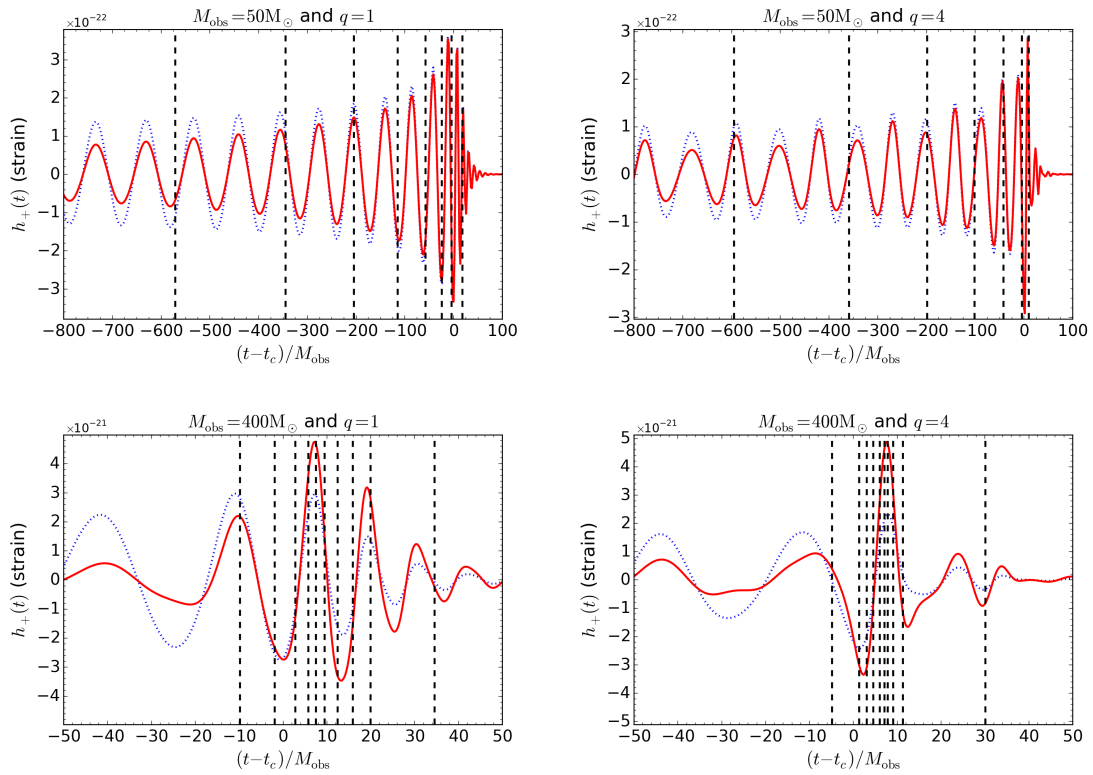 M_obs = 50M_⊙ and q = 1
×10−22
3
2
1
0
−1
−2
−3
h_+(t) (strain)
−800 −700 −600 −500 −400 −300 −200 −100 0 100
(t−t_c)/M_obs
M_obs = 50M_⊙ and q = 4
×10−22
3
2
1
0
−1
−2
−3
h_+(t) (strain)
−800 −700 −600 −500 −400 −300 −200 −100 0 100
(t−t_c)/M_obs
M_obs = 400M_⊙ and q = 1
×10−21
4
3
2
1
0
−1
−2
−3
−4
h_+(t) (strain)
−50 −40 −30 −20 −10 0 10 20 30 40 50
(t−t_c)/M_obs
M_obs = 400M_⊙ and q = 4
×10−21
5
4
3
2
1
0
−1
−2
−3
−4
−5
h_+(t) (strain)
−50 −40 −30 −20 −10 0 10 20 30 40 50
(t−t_c)/M_obs